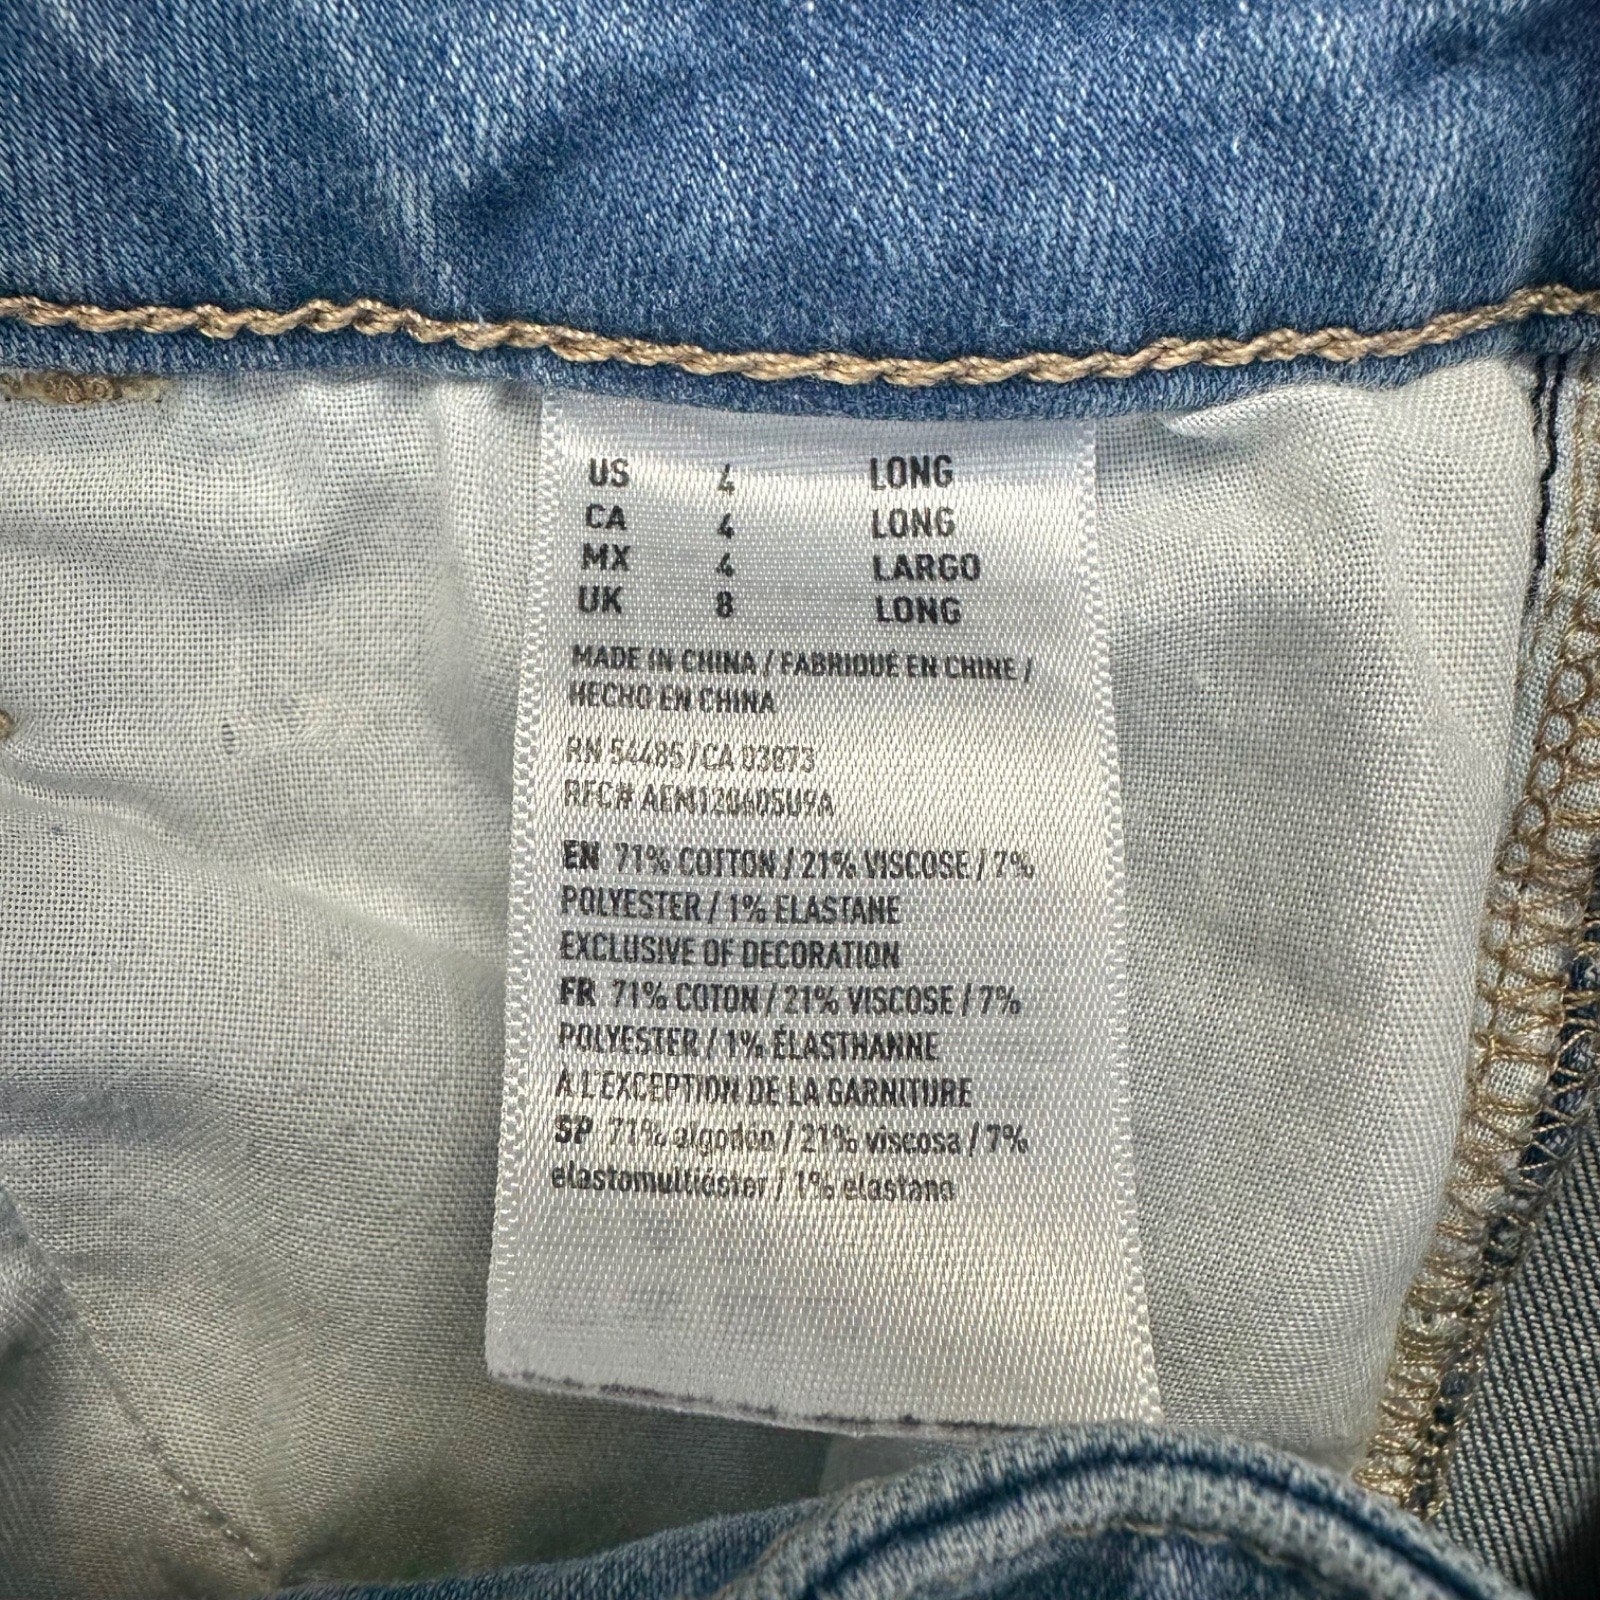 US 4 LONG
CA 4 LONG
MX 4 LARGO
UK 8 LONG
MADE IN CHINA / FABRIQUÉ EN CHINE /
HECHO EN CHINA
RN 54485 / CA 03873
RFC# AEM120605U9A
EN 71% COTTON / 21% VISCOSE / 7%
POLYESTER / 1% ELASTANE
EXCLUSIVE OF DECORATION
FR 71% COTON / 21% VISCOSE / 7%
POLYESTER / 1% ÉLASTHANNE
À L'EXCEPTION DE LA GARNITURE
SP 71% algodón / 21% viscosa / 7%
elastomultiéster / 1% elastano